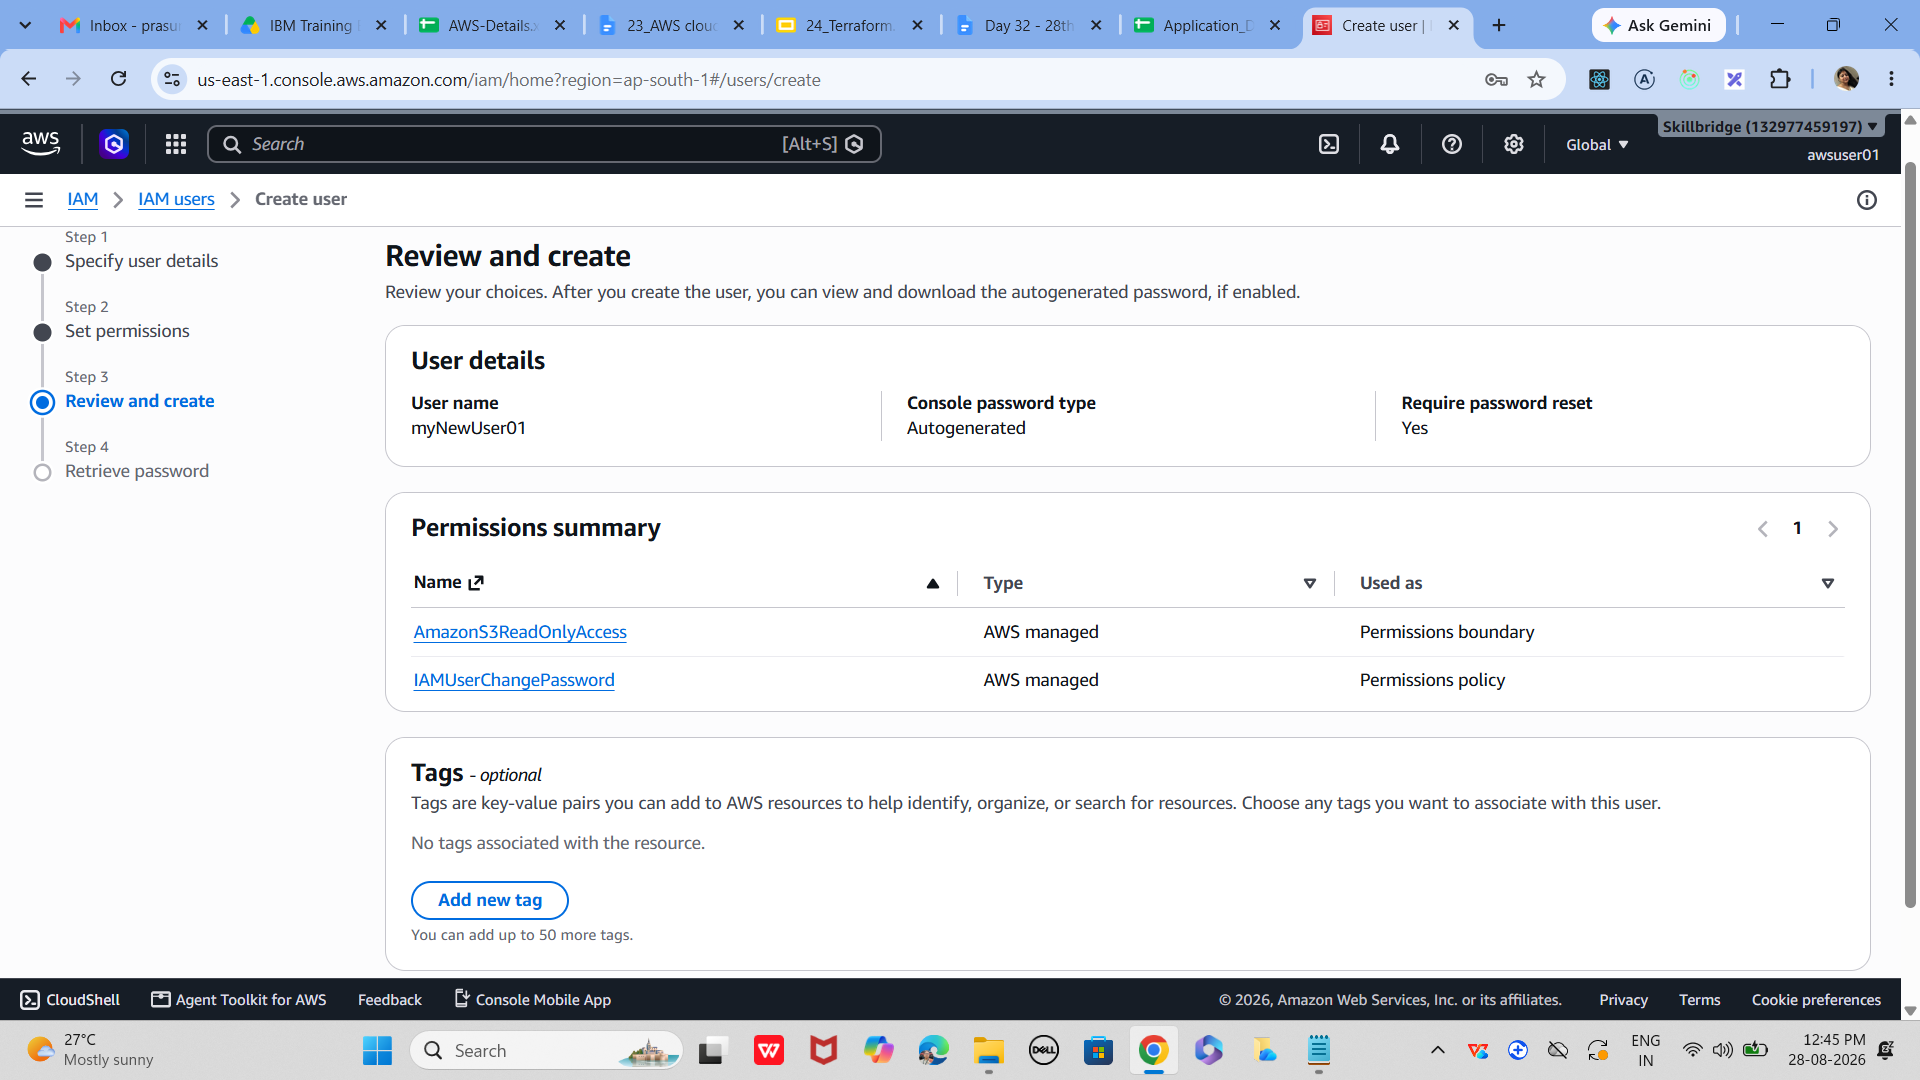 Inbox - prasu
IBM Training
AWS-Details.x
23_AWS clou
24_Terraform.
Day 32 - 28th
Application_D
Create user |
Ask Gemini
us-east-1.console.aws.amazon.com/iam/home?region=ap-south-1#/users/create
aws
Search
[Alt+S]
Global
Skillbridge (132977459197)
awsuser01
IAM
IAM users
Create user
Step 1
Specify user details
Step 2
Set permissions
Step 3
Review and create
Step 4
Retrieve password
Review and create
Review your choices. After you create the user, you can view and download the autogenerated password, if enabled.
User details
User name
myNewUser01
Console password type
Autogenerated
Require password reset
Yes
Permissions summary
1
Name
Type
Used as
AmazonS3ReadOnlyAccess
AWS managed
Permissions boundary
IAMUserChangePassword
AWS managed
Permissions policy
Tags - optional
Tags are key-value pairs you can add to AWS resources to help identify, organize, or search for resources. Choose any tags you want to associate with this user.
No tags associated with the resource.
Add new tag
You can add up to 50 more tags.
CloudShell
Agent Toolkit for AWS
Feedback
Console Mobile App
© 2026, Amazon Web Services, Inc. or its affiliates.
Privacy
Terms
Cookie preferences
27°C
Mostly sunny
Search
DELL
ENG
IN
12:45 PM
28-08-2026